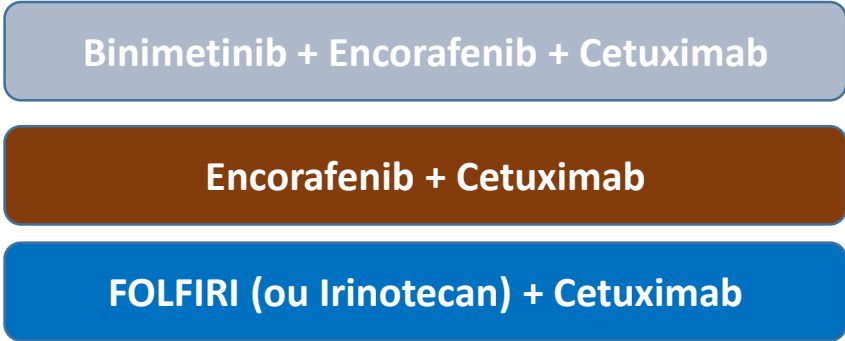 Binimetinib + Encorafenib + Cetuximab
Encorafenib + Cetuximab
FOLFIRI (ou Irinotecan) + Cetuximab